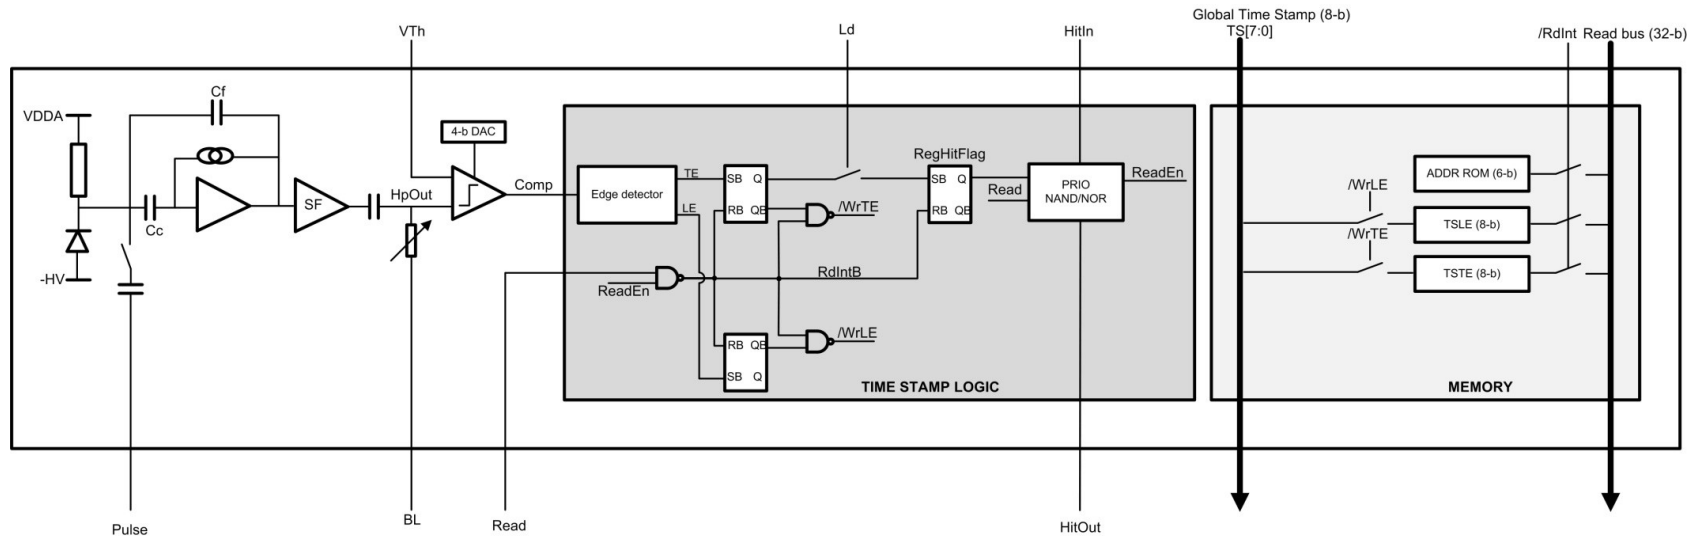 Global Time Stamp (8-b)
TS[7:0]
VTh
Ld
HitIn
/RdInt
Read bus (32-b)
Cf
VDDA
4-b DAC
RegHitFlag
HpOut
Comp
Edge detector
TE
LE
SB Q
RB QB
/WrTE
SB Q
RB QB
Read
PRIO
NAND/NOR
ReadEn
ADDR ROM (6-b)
/WrLE
TSLE (8-b)
/WrTE
TSTE (8-b)
SF
Cc
-HV
ReadEn
RdIntB
/WrLE
RB QB
SB Q
TIME STAMP LOGIC
MEMORY
Pulse
BL
Read
HitOut